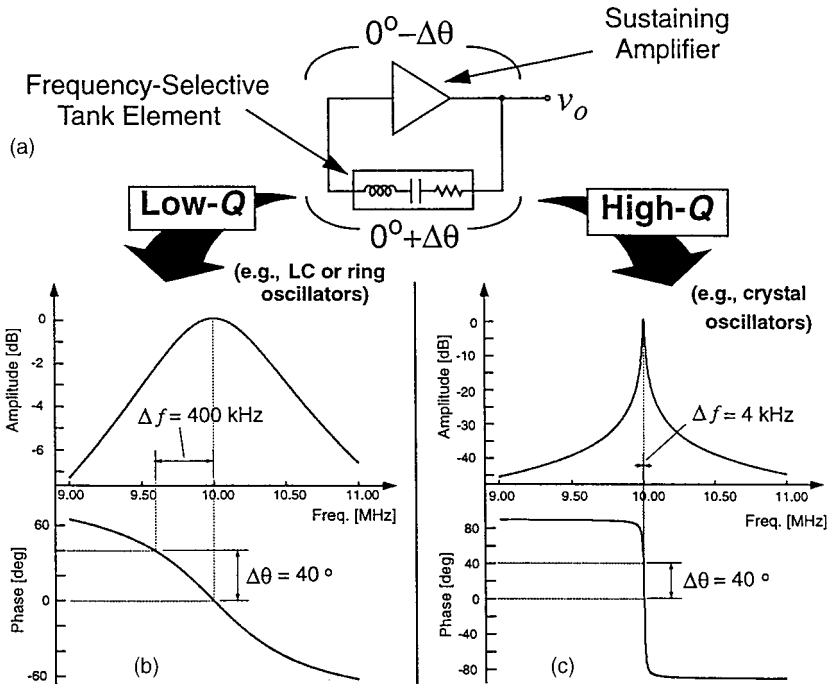 0°−Δθ
Sustaining
Amplifier
Frequency-Selective
Tank Element
v_o
(a)
Low-Q
High-Q
0°+Δθ
(e.g., LC or ring
oscillators)
(e.g., crystal
oscillators)
Amplitude [dB]
0
-2
-4
-6
Δf = 400 kHz
9.00
9.50
10.00
10.50
11.00
Freq. [MHz]
Phase [deg]
60
0
-60
Δθ = 40 °
(b)
Amplitude [dB]
0
-10
-20
-30
-40
Δf = 4 kHz
9.00
9.50
10.00
10.50
11.00
Freq. [MHz]
Phase [deg]
80
40
0
-40
-80
Δθ = 40 °
(c)